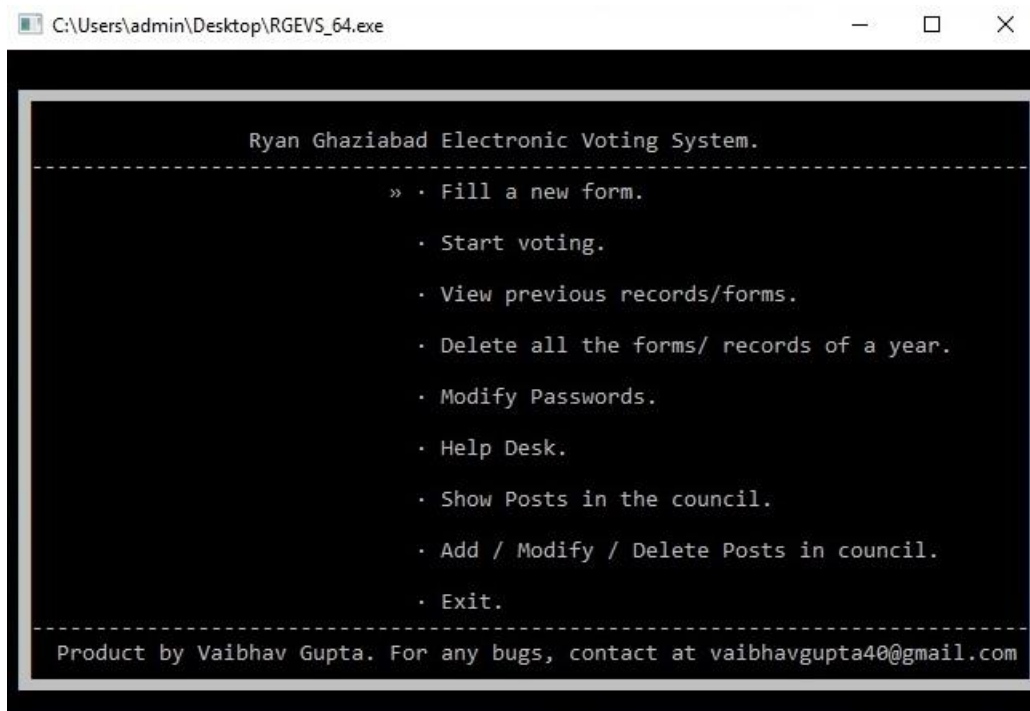 C:\Users\admin\Desktop\RGEVS_64.exe
Ryan Ghaziabad Electronic Voting System.
» · Fill a new form.
· Start voting.
· View previous records/forms.
· Delete all the forms/ records of a year.
· Modify Passwords.
· Help Desk.
· Show Posts in the council.
· Add / Modify / Delete Posts in council.
· Exit.
Product by Vaibhav Gupta. For any bugs, contact at vaibhavgupta40@gmail.com